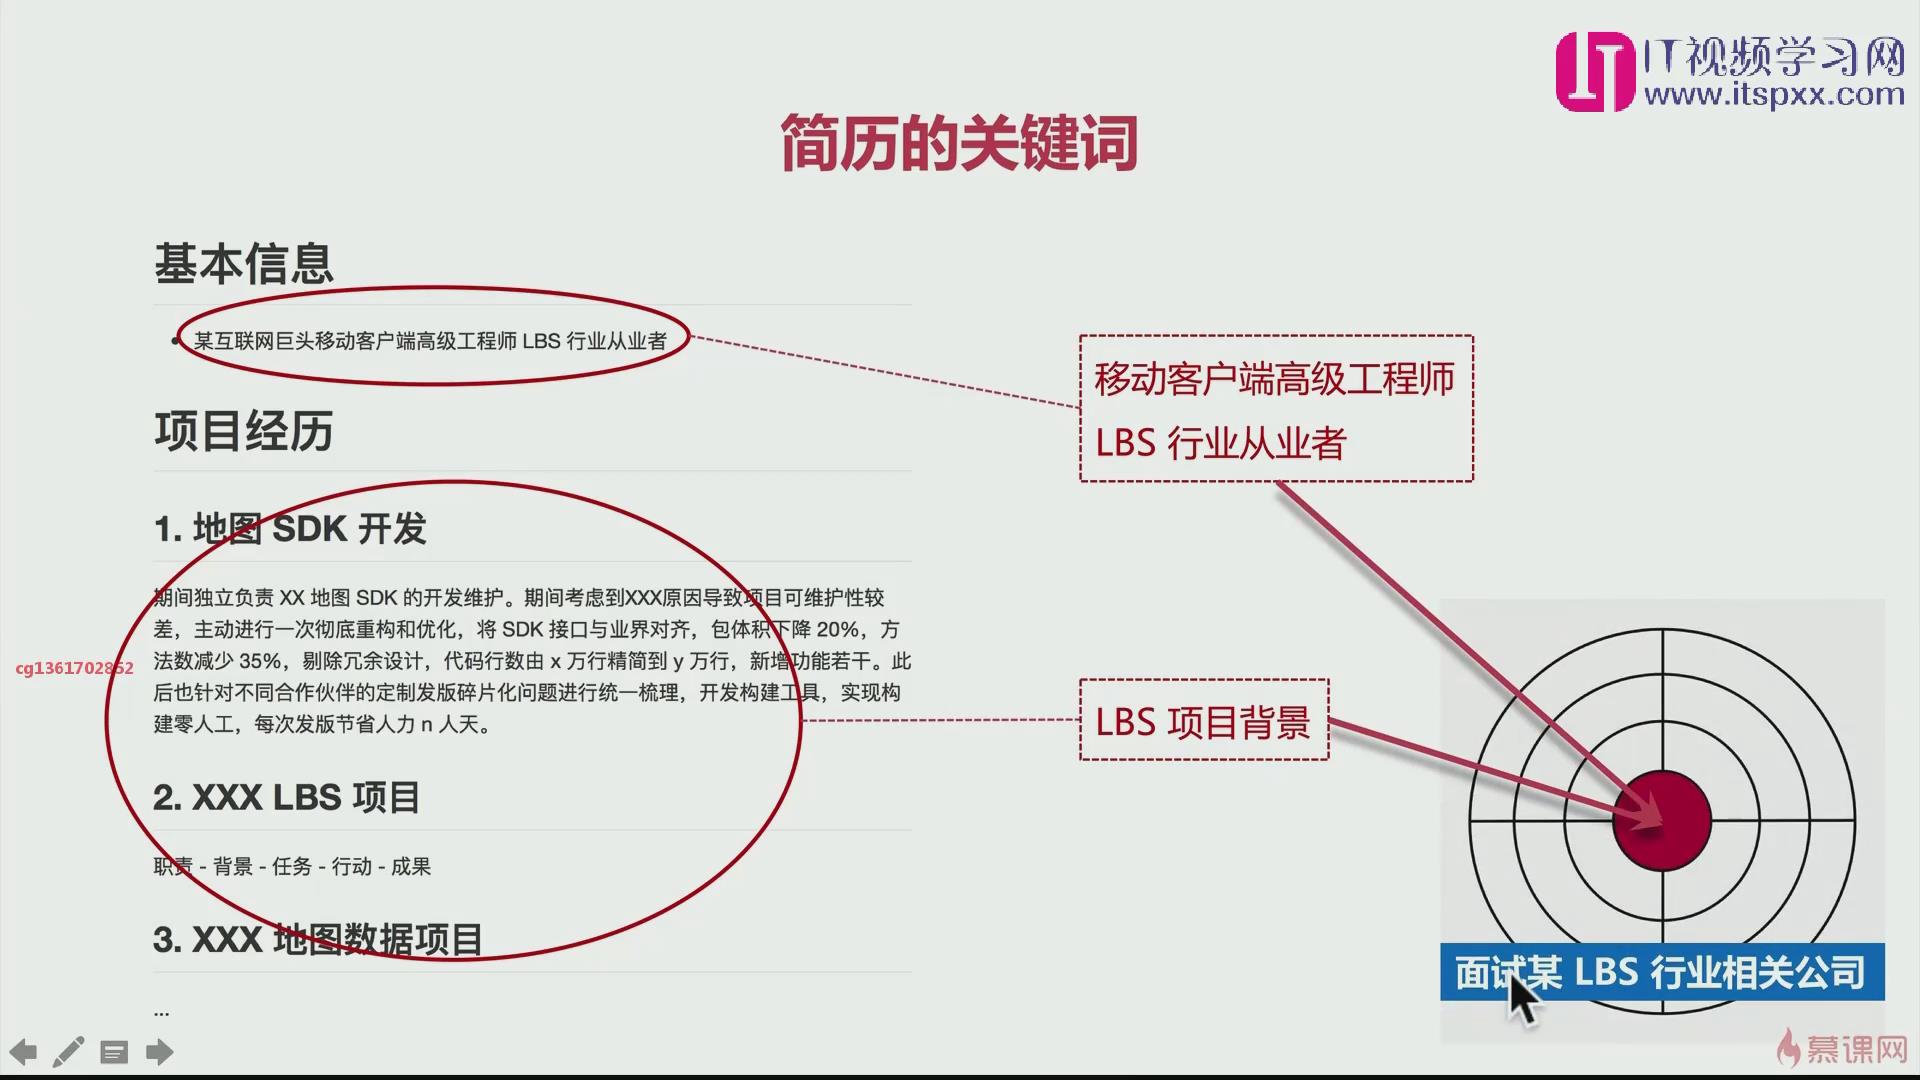 IT视频学习网
www.itspxx.com
简历的关键词
基本信息
某互联网巨头移动客户端高级工程师 LBS 行业从业者
项目经历
1. 地图 SDK 开发
期间独立负责 XX 地图 SDK 的开发维护。期间考虑到XXX原因导致项目可维护性较
差，主动进行一次彻底重构和优化，将 SDK 接口与业界对齐，包体积下降 20%，方
法数减少 35%，剔除冗余设计，代码行数由 x 万行精简到 y 万行，新增功能若干。此
后也针对不同合作伙伴的定制发版碎片化问题进行统一梳理，开发构建工具，实现构
建零人工，每次发版节省人力 n 人天。
2. XXX LBS 项目
职责 - 背景 - 任务 - 行动 - 成果
3. XXX 地图数据项目
...
移动客户端高级工程师
LBS 行业从业者
LBS 项目背景
面试某 LBS 行业相关公司
cg1361702852
慕课网